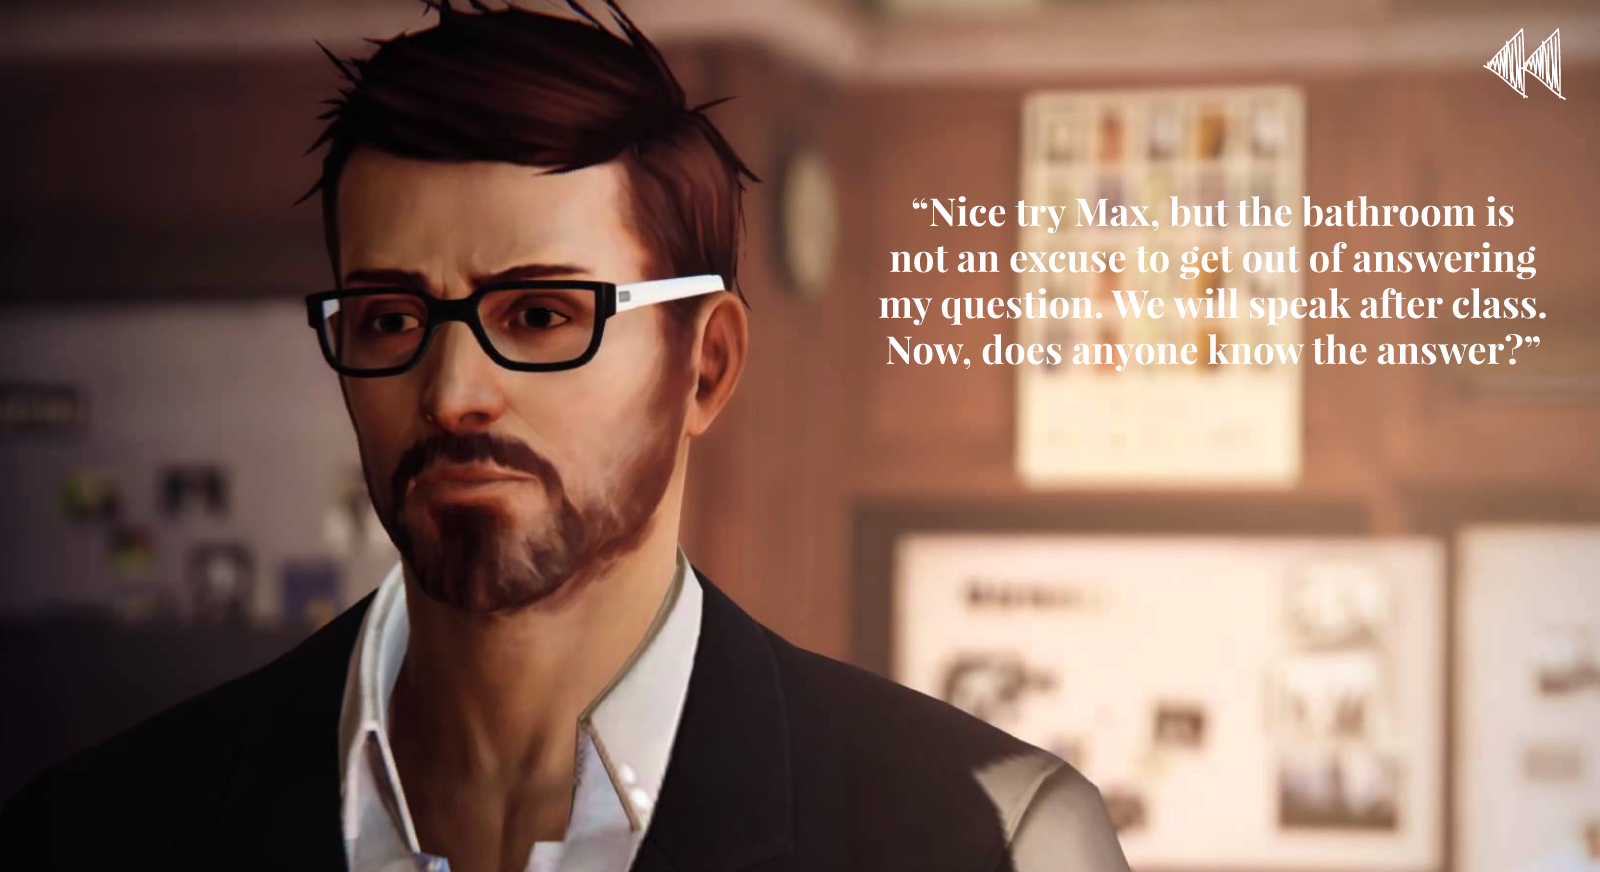 “Nice try Max, but the bathroom is
not an excuse to get out of answering
my question. We will speak after class.
Now, does anyone know the answer?”